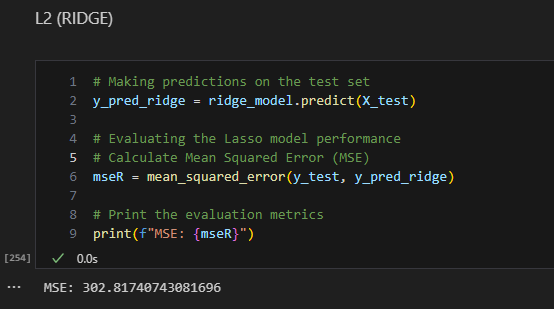 L2 (RIDGE)
1 # Making predictions on the test set
2 y_pred_ridge = ridge_model.predict(X_test)
3
4 # Evaluating the Lasso model performance
5 # Calculate Mean Squared Error (MSE)
6 mseR = mean_squared_error(y_test, y_pred_ridge)
7
8 # Print the evaluation metrics
9 print(f"MSE: {mseR}")
[254] ✓ 0.0s
... MSE: 302.81740743081696